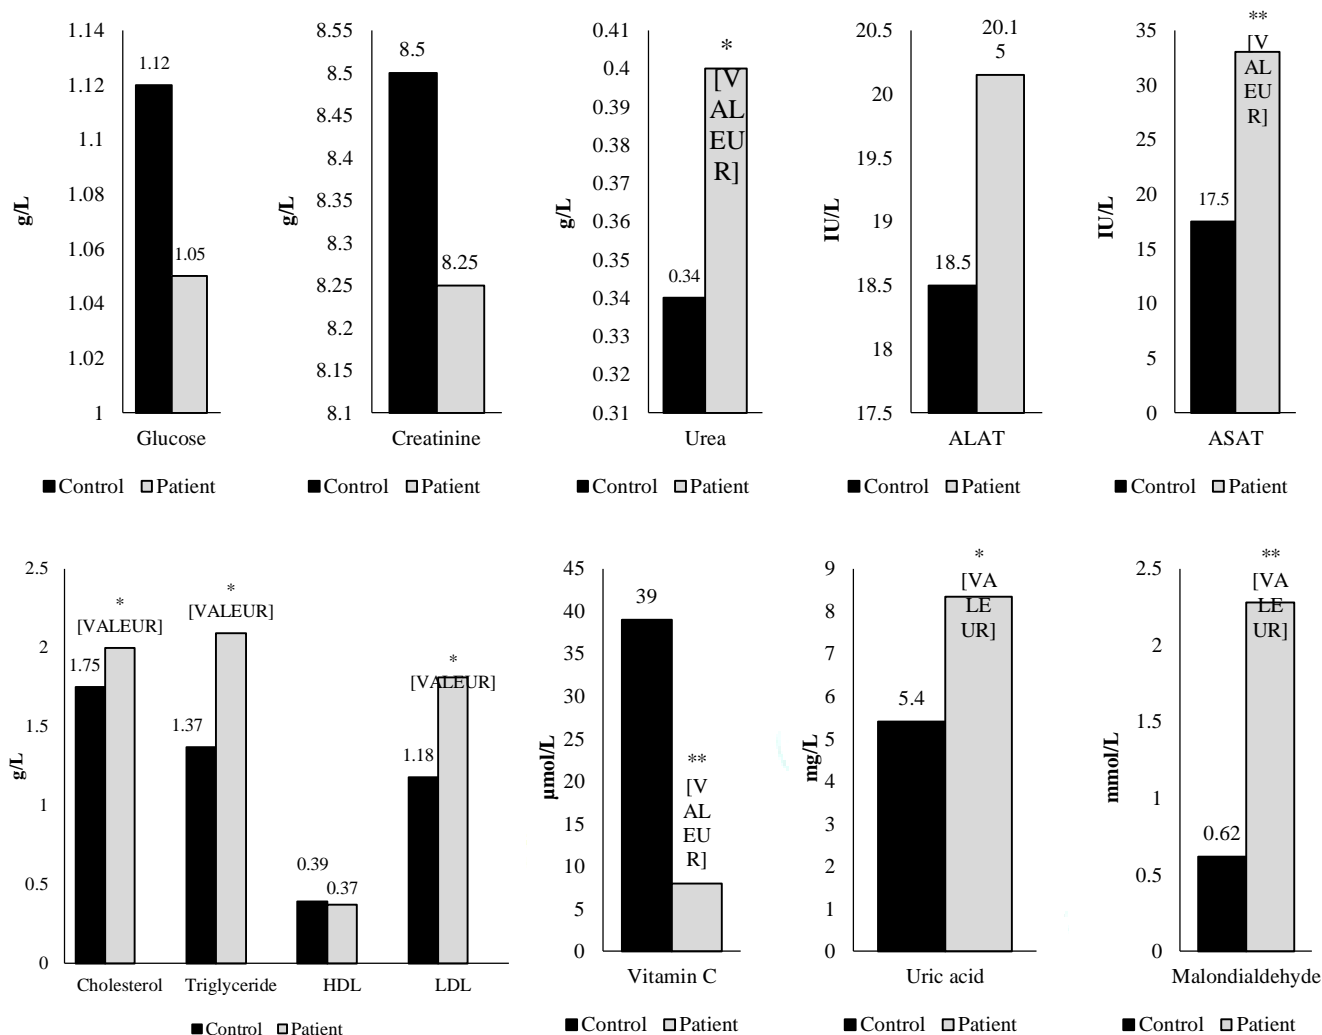 1.14
1.12
1.1
1.08
1.06
1.04
1.02
1
g/L
1.12
1.05
Glucose
Control Patient
8.55
8.5
8.45
8.4
8.35
8.3
8.25
8.2
8.15
8.1
g/L
8.5
8.25
Creatinine
Control Patient
0.41
0.4
0.39
0.38
0.37
0.36
0.35
0.34
0.33
0.32
0.31
g/L
0.34
*
[V
AL
EU
R]
Urea
Control Patient
20.5
20
19.5
19
18.5
18
17.5
IU/L
18.5
20.1
5
ALAT
Control Patient
35
30
25
20
15
10
5
0
IU/L
17.5
**
[V
AL
EU
R]
ASAT
Control Patient
2.5
2
1.5
1
0.5
0
g/L
1.75
*
[VALEUR]
1.37
*
[VALEUR]
0.39
0.37
1.18
*
[VALEUR]
Cholesterol Triglyceride HDL LDL
Control Patient
45
40
35
30
25
20
15
10
5
0
µmol/L
39
**
[V
AL
EU
R]
Vitamin C
Control Patient
9
8
7
6
5
4
3
2
1
0
mg/L
5.4
*
[VA
LE
UR]
Uric acid
Control Patient
2.5
2
1.5
1
0.5
0
mmol/L
0.62
**
[VA
LE
UR]
Malondialdehyde
Control Patient